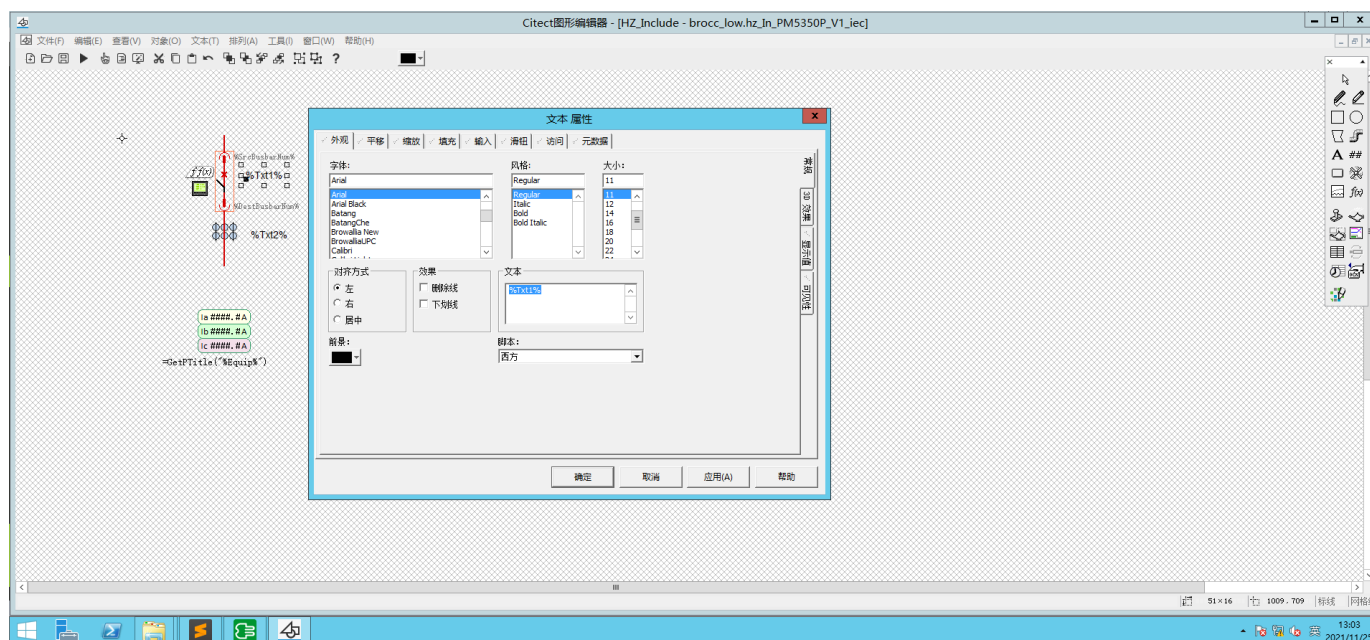 Citect图形编辑器 - [HZ_Include - brocc_low.hz_In_PM5350P_V1_iec]
文件(F) 编辑(E) 查看(V) 对象(O) 文本(T) 排列(A) 工具(I) 窗口(W) 帮助(H)
%SrcBusbarNum%
f(x)
%Txt1%
%DestBusbarNum%
%Txt2%
Ia ####.#A
Ib ####.#A
Ic ####.#A
=GetPTitle("%Equip%")
文本 属性
外观 平移 缩放 填充 输入 滑钮 访问 元数据
常规
3D 效果
显示值
可见性
字体:
Arial
Arial
Arial Black
Batang
BatangChe
Browallia New
BrowalliaUPC
Calibri
风格:
Regular
Regular
Italic
Bold
Bold Italic
大小:
11
11
12
14
16
18
20
22
对齐方式
左
右
居中
效果
删除线
下划线
文本
%Txt1%
前景:
脚本:
西方
确定 取消 应用(A) 帮助
A ##
f(x)
51×16 1009,709 标线 网格
英
13:03